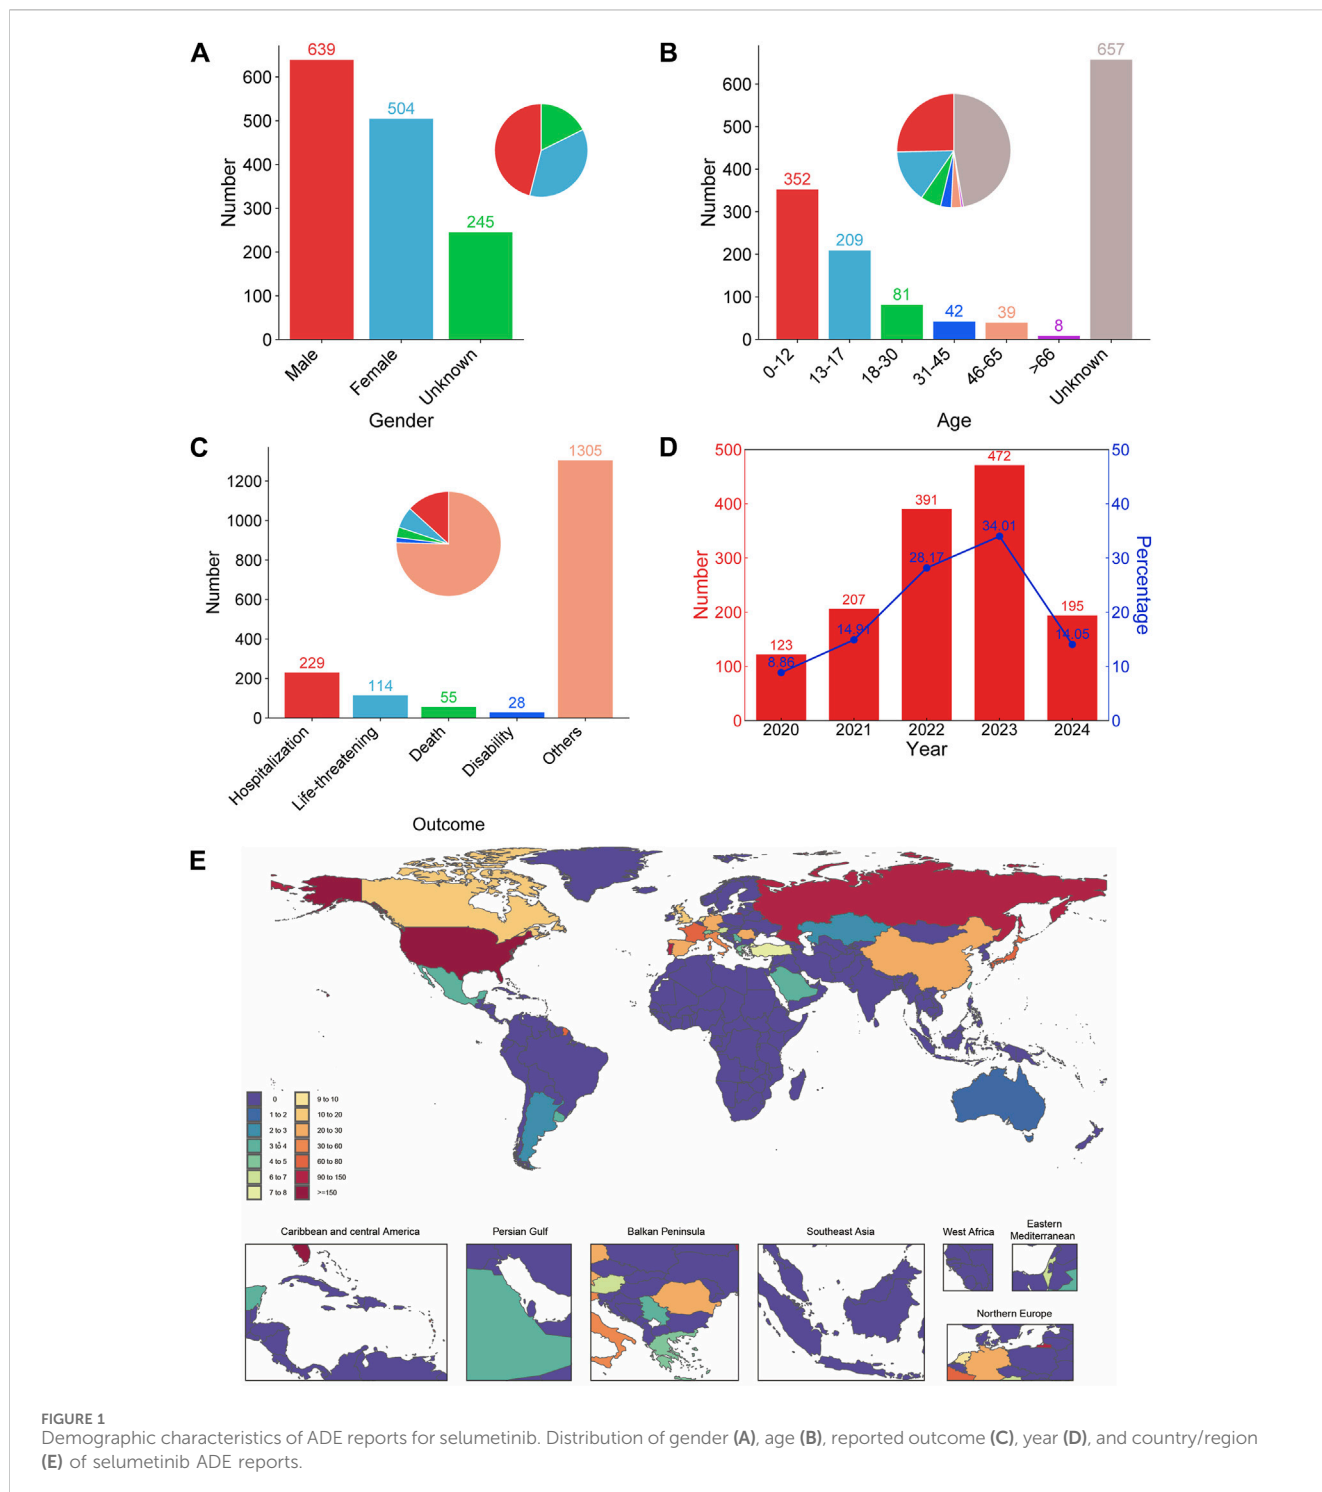 A
639
600
504
500
400
300
245
200
100
0
Number
Male
Female
Unknown
Gender
B
657
600
500
400
352
300
209
200
100
81
42
39
8
0
Number
0-12
13-17
18-30
31-45
46-65
>66
Unknown
Age
C
1305
1200
1000
800
600
400
229
200
114
55
28
0
Number
Hospitalization
Life-threatening
Death
Disability
Others
Outcome
D
500
50
472
400
391
40
34.01
300
28.17
30
207
195
200
20
14.91
14.05
123
100
8.86
10
0
0
Number
Percentage
2020
2021
2022
2023
2024
Year
E
0
9 to 10
1 to 2
10 to 20
2 to 3
20 to 30
3 to 4
30 to 60
4 to 5
60 to 80
6 to 7
90 to 150
7 to 8
>=150
Caribbean and central America
Persian Gulf
Balkan Peninsula
Southeast Asia
West Africa
Eastern
Mediterranean
Northern Europe
FIGURE 1
Demographic characteristics of ADE reports for selumetinib. Distribution of gender (A), age (B), reported outcome (C), year (D), and country/region
(E) of selumetinib ADE reports.